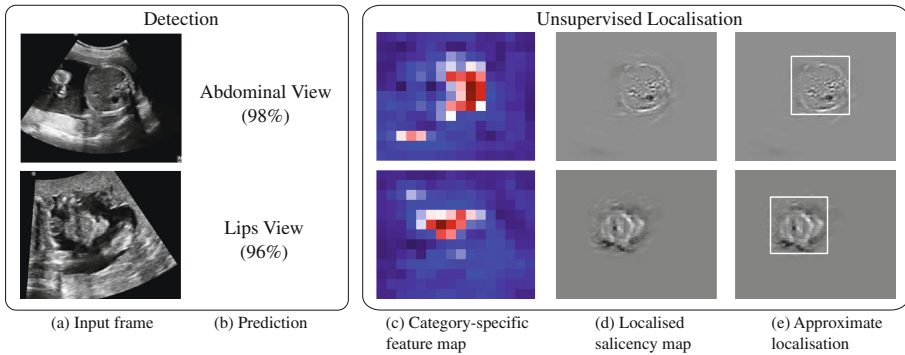 Detection
Unsupervised Localisation
Abdominal View
(98%)
Lips View
(96%)
(a) Input frame
(b) Prediction
(c) Category-specific
feature map
(d) Localised
salicency map
(e) Approximate
localisation